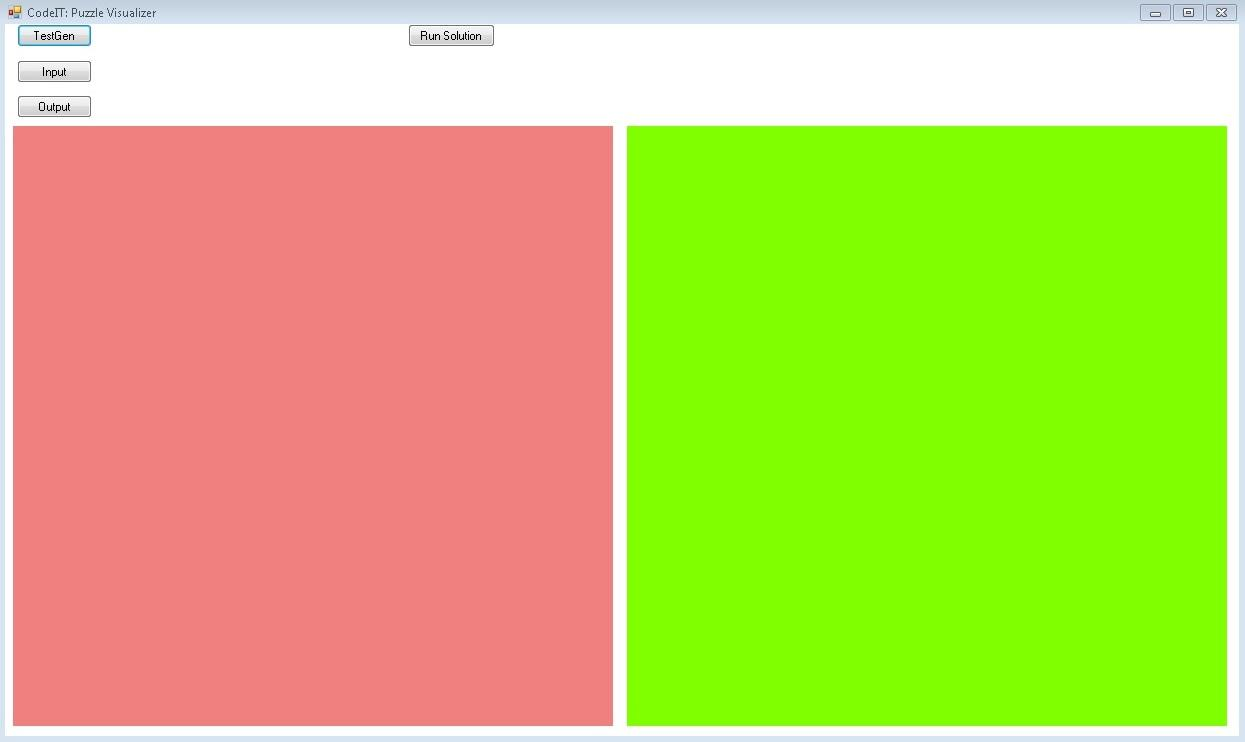 CodeIT: Puzzle Visualizer
TestGen
Run Solution
Input
Output